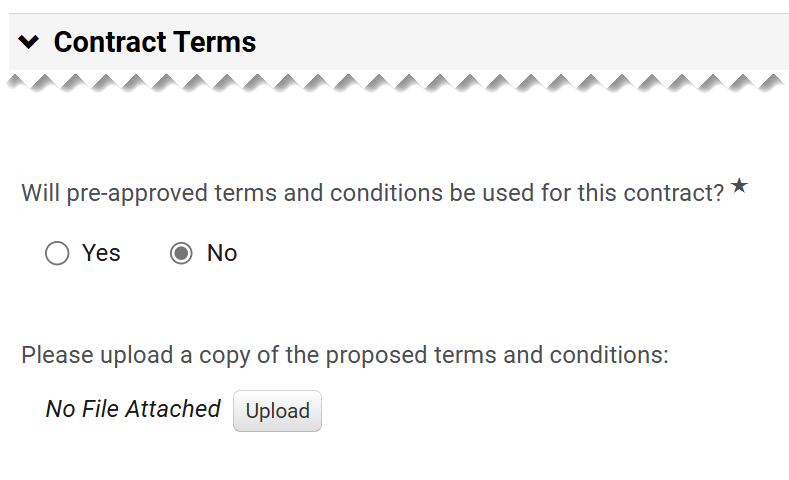 Contract Terms
Will pre-approved terms and conditions be used for this contract? ★
Yes No
Please upload a copy of the proposed terms and conditions:
No File Attached Upload